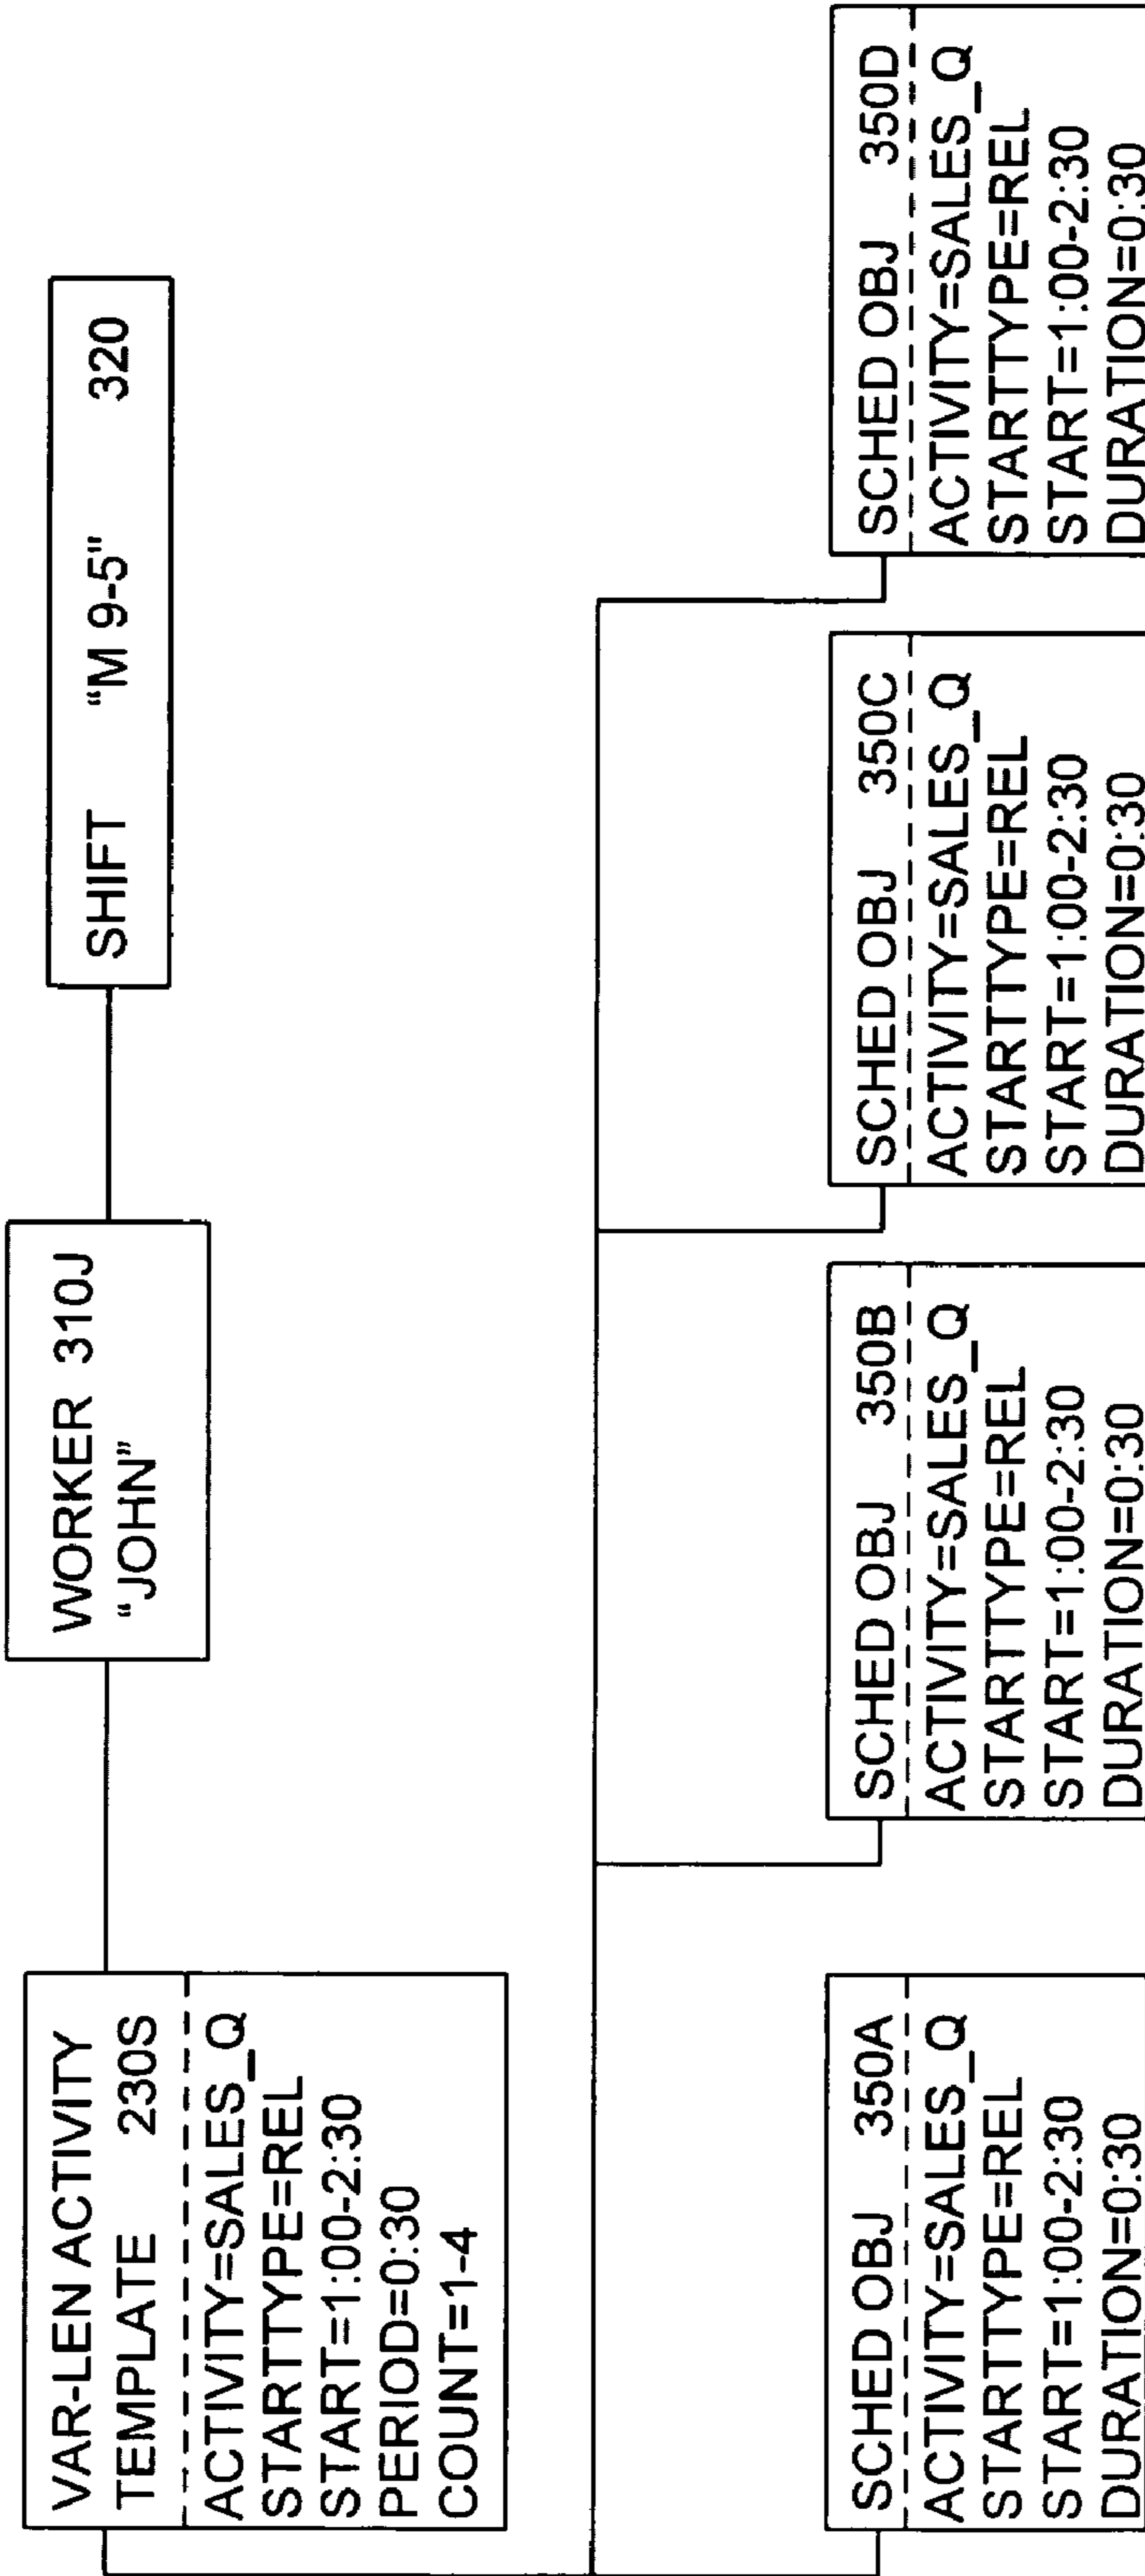 VAR-LEN ACTIVITY
TEMPLATE 230S
ACTIVITY=SALES_Q
STARTTYPE=REL
START=1:00-2:30
PERIOD=0:30
COUNT=1-4
WORKER 310J
“JOHN”
SHIFT “M 9-5” 320
SCHED OBJ 350A
ACTIVITY=SALES_Q
STARTTYPE=REL
START=1:00-2:30
DURATION=0:30
SCHED OBJ 350B
ACTIVITY=SALES_Q
STARTTYPE=REL
START=1:00-2:30
DURATION=0:30
SCHED OBJ 350C
ACTIVITY=SALES_Q
STARTTYPE=REL
START=1:00-2:30
DURATION=0:30
SCHED OBJ 350D
ACTIVITY=SALES_Q
STARTTYPE=REL
START=1:00-2:30
DURATION=0:30